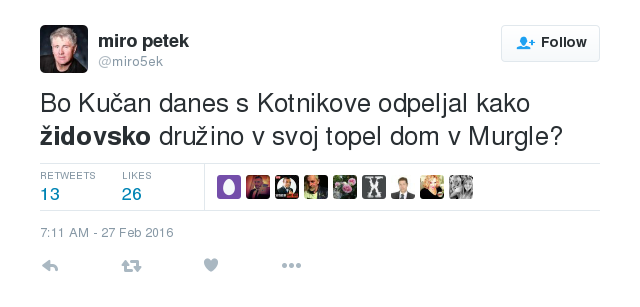 miro petek
@miro5ek
Follow
Bo Kučan danes s Kotnikove odpeljal kako
židovsko družino v svoj topel dom v Murgle?
RETWEETS LIKES
13 26
7:11 AM - 27 Feb 2016